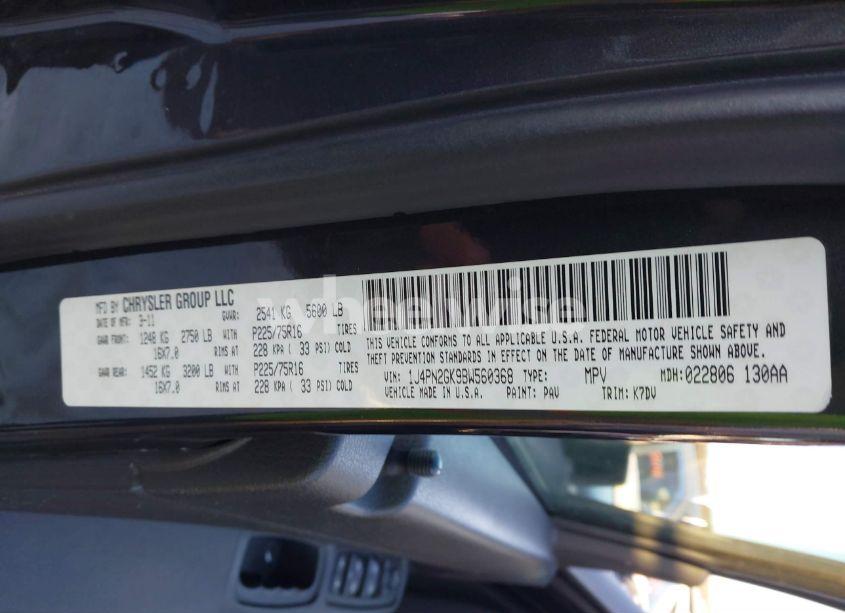 MFD BY CHRYSLER GROUP LLC
DATE OF MFR: 3-11 GVWR: 2541 KG 5600 LB
GAWR FRONT: 1248 KG 2750 LB WITH P225/75R16 TIRES
16X7.0 RIMS AT 228 KPA ( 33 PSI) COLD
GAWR REAR: 1452 KG 3200 LB WITH P225/75R16 TIRES
16X7.0 RIMS AT 228 KPA ( 33 PSI) COLD
THIS VEHICLE CONFORMS TO ALL APPLICABLE U.S.A. FEDERAL MOTOR VEHICLE SAFETY AND
THEFT PREVENTION STANDARDS IN EFFECT ON THE DATE OF MANUFACTURE SHOWN ABOVE.
VIN: 1J4PN2GK9BW560368 TYPE: MPV MDH: 022806 130AA
VEHICLE MADE IN U.S.A. PAINT: PAV TRIM: K7DV
wheelwise